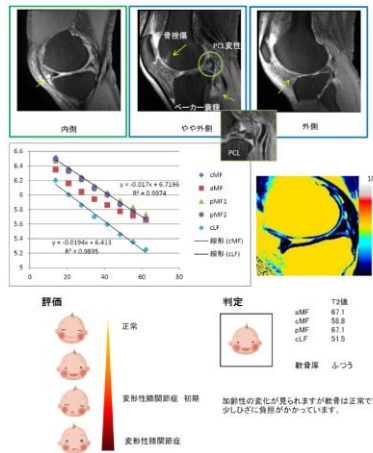 骨挫傷
PCL変性
ベーカー嚢腫
内側
やや外側
外側
PCL
6.6
6.4
6.2
6
5.8
5.6
5.4
5.2
5
0 10 20 30 40 50 60 70
y = -0.017x + 6.7196
R² = 0.9974
y = -0.0194x + 6.413
R² = 0.9895
cMF
aMF
pMF1
pMF2
cLF
線形 (cMF)
線形 (cLF)
10
評価
正常
変形性膝関節症 初期
変形性膝関節症
判定
T2値
aMF 67.1
cMF 58.8
pMF 67.1
cLF 51.5
軟骨厚 ふつう
加齢性の変化が見られますが軟骨は正常で
少しひざに負担がかかっています。